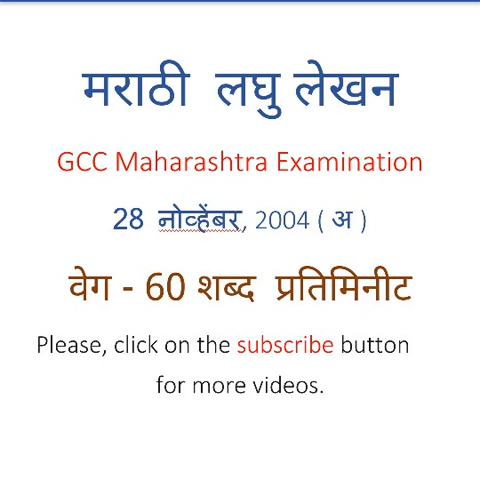 मराठी लघु लेखन
GCC Maharashtra Examination
28 नोव्हेंबर, 2004 ( अ )
वेग - 60 शब्द प्रतिमिनीट
Please, click on the subscribe button
for more videos.